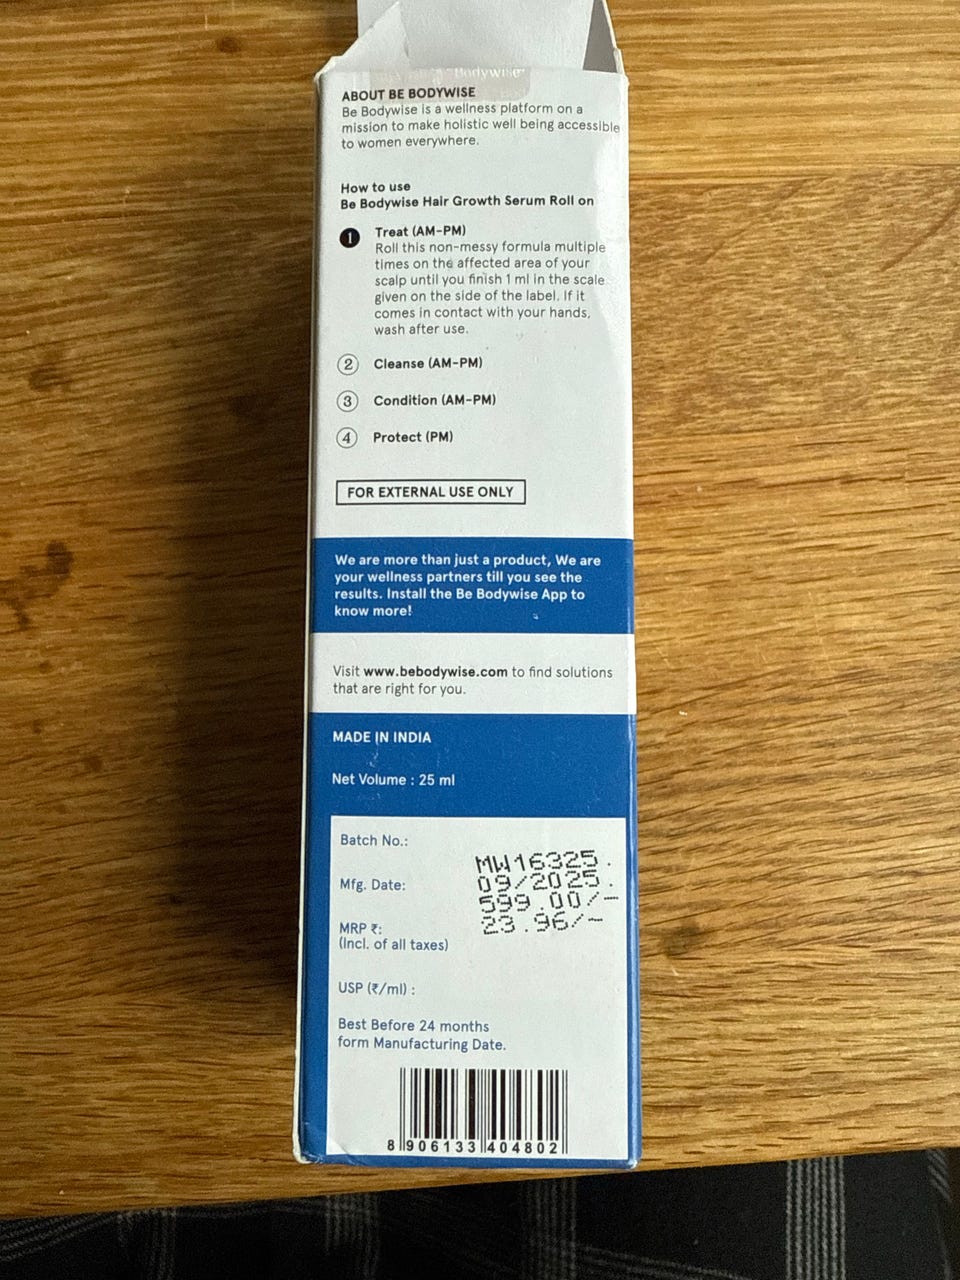 Bodywise
ABOUT BE BODYWISE
Be Bodywise is a wellness platform on a
mission to make holistic well being accessible
to women everywhere.
How to use
Be Bodywise Hair Growth Serum Roll on
1 Treat (AM-PM)
Roll this non-messy formula multiple
times on the affected area of your
scalp until you finish 1 ml in the scale
given on the side of the label. If it
comes in contact with your hands,
wash after use.
2 Cleanse (AM-PM)
3 Condition (AM-PM)
4 Protect (PM)
FOR EXTERNAL USE ONLY
We are more than just a product, We are
your wellness partners till you see the
results. Install the Be Bodywise App to
know more!
Visit www.bebodywise.com to find solutions
that are right for you.
MADE IN INDIA
Net Volume : 25 ml
Batch No.:
MW16325.
Mfg. Date:
09/2025.
599.00/-
23.96/-
MRP ₹:
(Incl. of all taxes)
USP (₹/ml) :
Best Before 24 months
form Manufacturing Date.
8 906133 404802